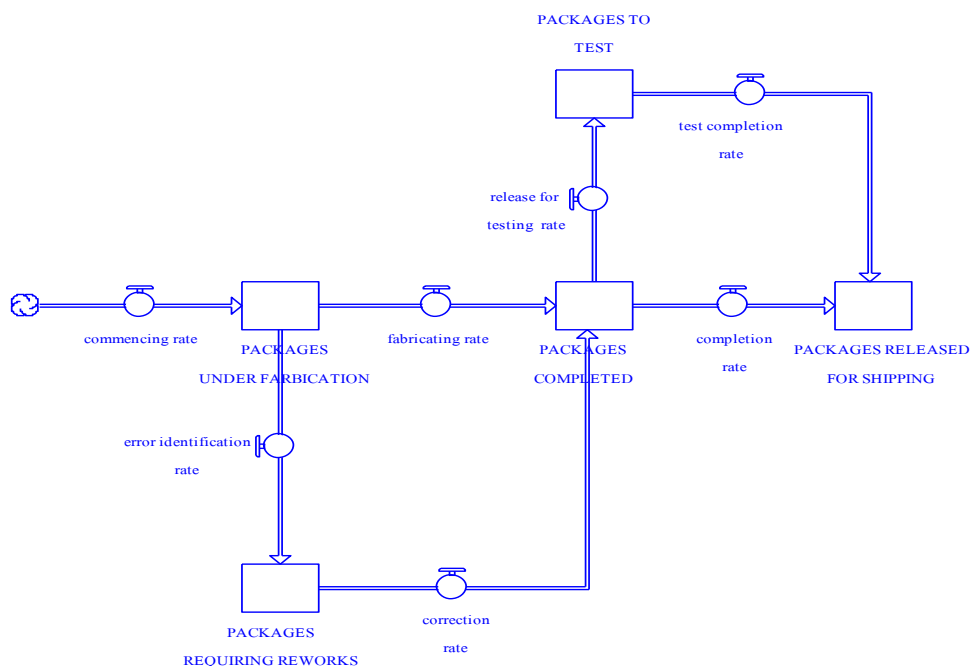 PACKAGES TO
TEST
test completion
rate
release for
testing rate
commencing rate
PACKAGES
UNDER FARBICATION
fabricating rate
PACKAGES
COMPLETED
completion
rate
PACKAGES RELEASED
FOR SHIPPING
error identification
rate
PACKAGES
REQUIRING REWORKS
correction
rate